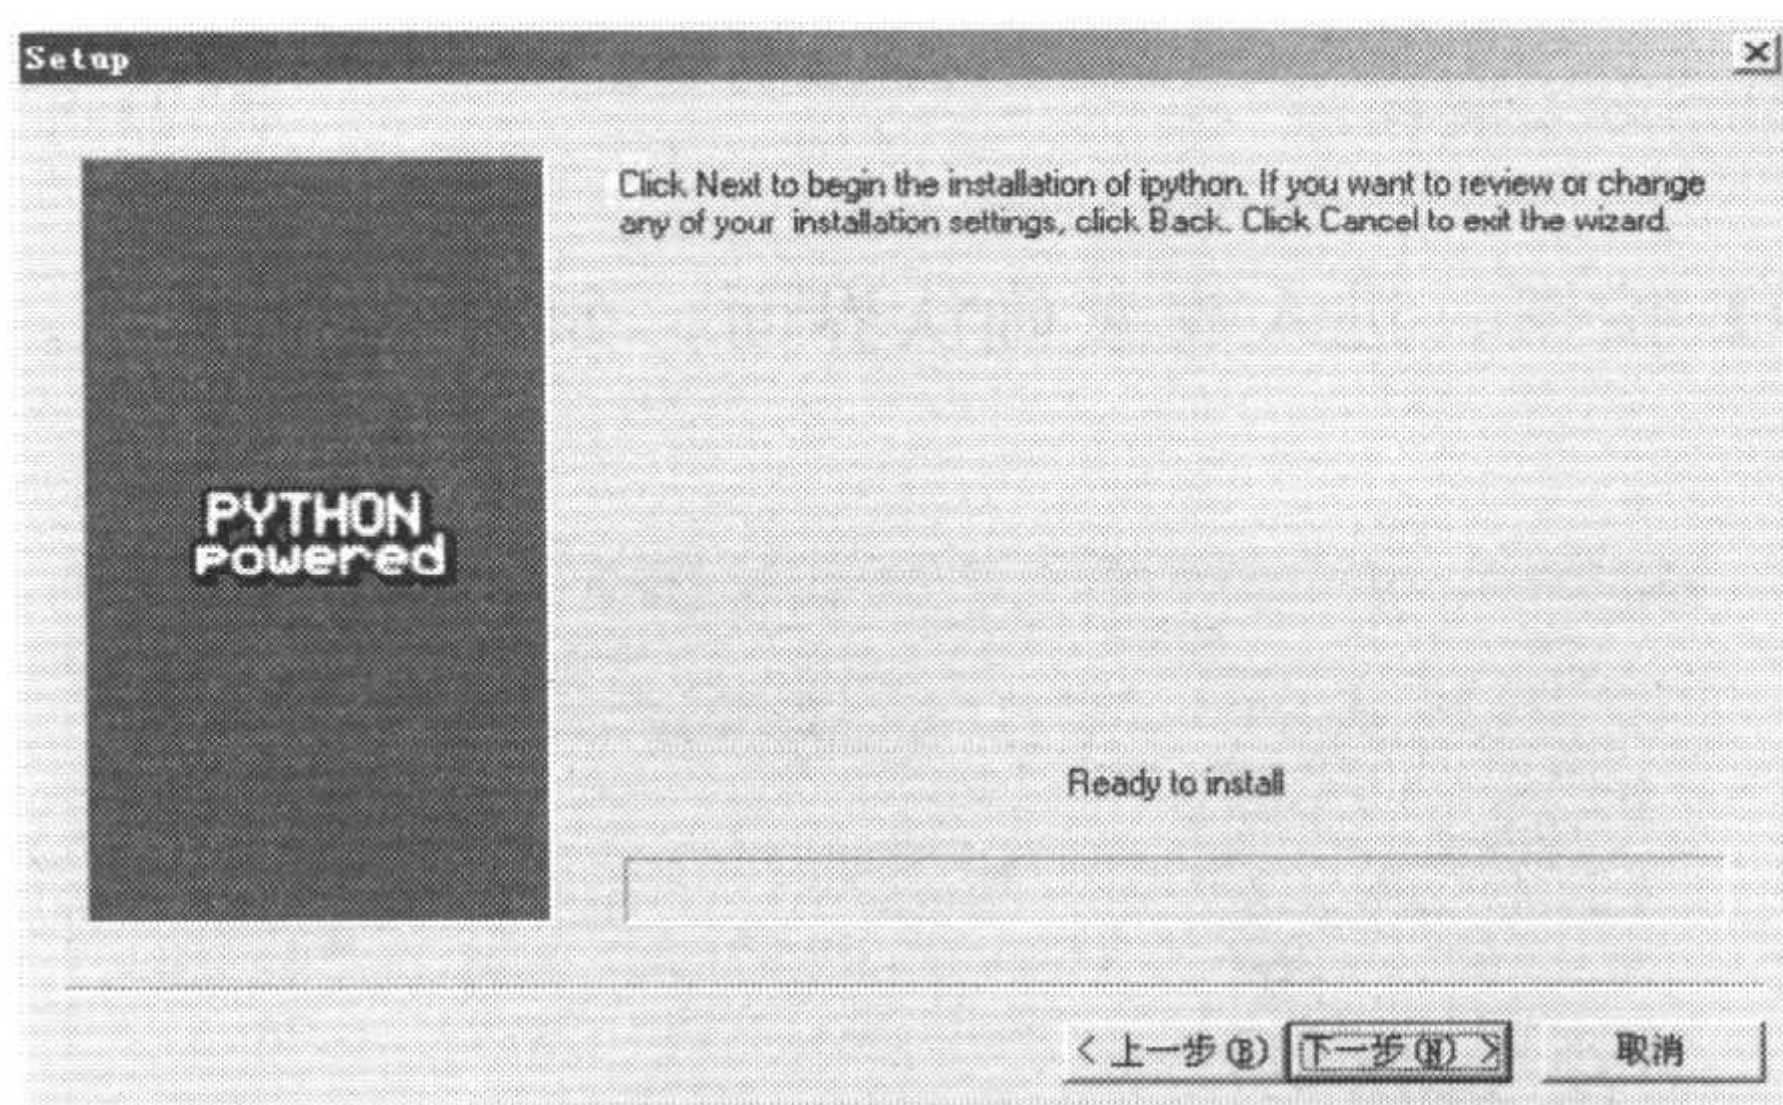 Setup
Click Next to begin the installation of ipython. If you want to review or change
any of your installation settings, click Back. Click Cancel to exit the wizard.
PYTHON
powered
Ready to install
< 上一步(B)
下一步(N) >
取消